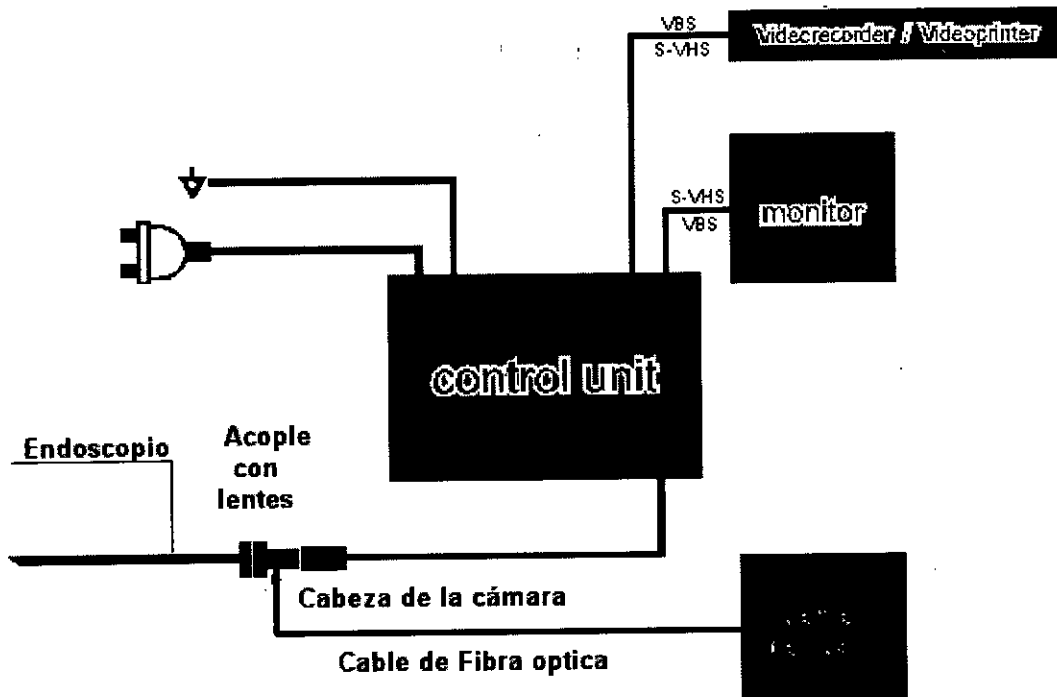 VBS
S-VHS
Videcrecorder / Videoprinter
S-VHS
VBS
monitor
control unit
Endoscopio
Acople
con
lentes
Cabeza de la cámara
Cable de Fibra optica